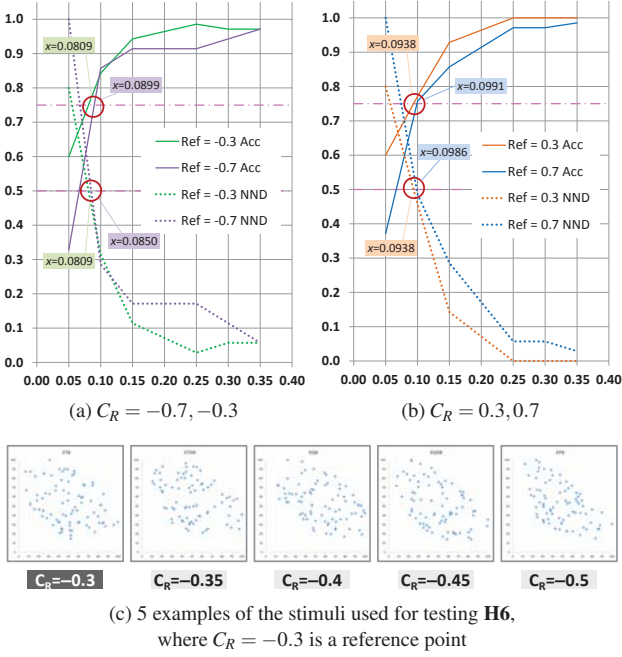 1.0
0.9
0.8
0.7
0.6
0.5
0.4
0.3
0.2
0.1
0.0
0.00 0.05 0.10 0.15 0.20 0.25 0.30 0.35 0.40
x=0.0809
x=0.0899
x=0.0850
x=0.0809
Ref = -0.3 Acc
Ref = -0.7 Acc
Ref = -0.3 NND
Ref = -0.7 NND
(a) C_R = −0.7, −0.3
1.0
0.9
0.8
0.7
0.6
0.5
0.4
0.3
0.2
0.1
0.0
0.00 0.05 0.10 0.15 0.20 0.25 0.30 0.35 0.40
x=0.0938
x=0.0991
x=0.0986
x=0.0938
Ref = 0.3 Acc
Ref = 0.7 Acc
Ref = 0.3 NND
Ref = 0.7 NND
(b) C_R = 0.3, 0.7
C_R=−0.3
C_R=−0.35
C_R=−0.4
C_R=−0.45
C_R=−0.5
(c) 5 examples of the stimuli used for testing H6,
where C_R = −0.3 is a reference point